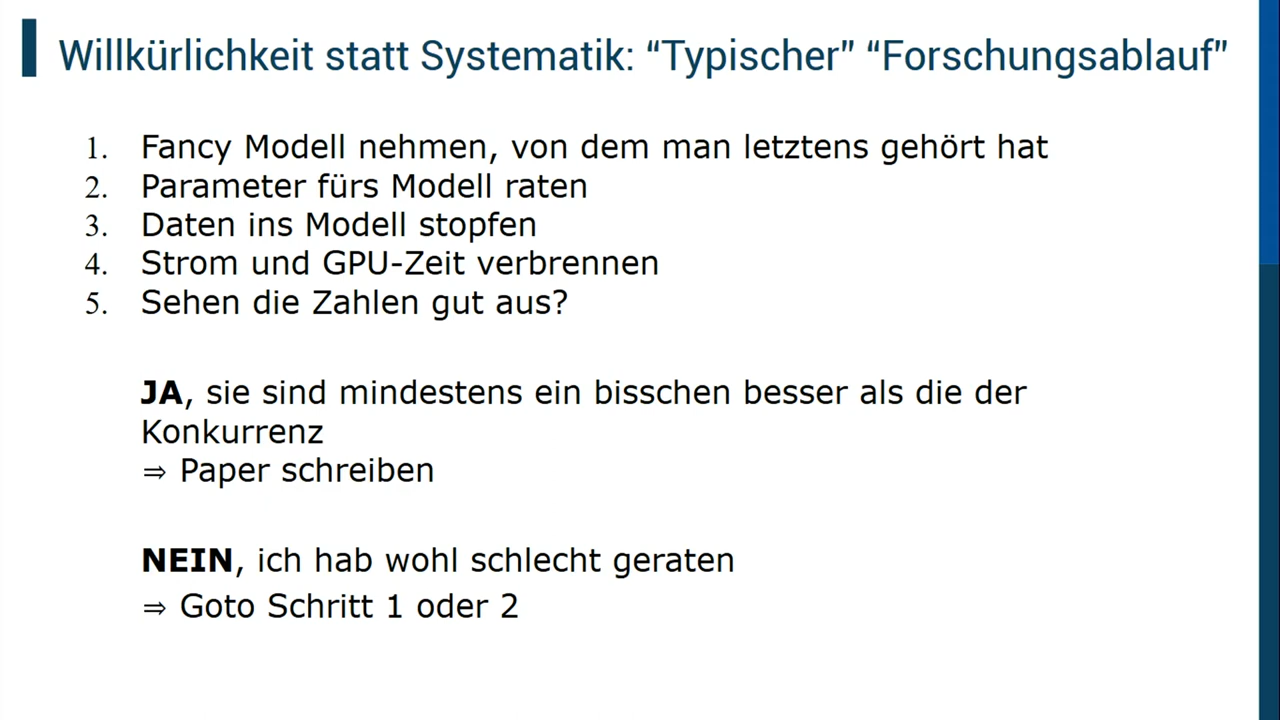 Willkürlichkeit statt Systematik: “Typischer” “Forschungsablauf”
1. Fancy Modell nehmen, von dem man letztens gehört hat
2. Parameter fürs Modell raten
3. Daten ins Modell stopfen
4. Strom und GPU-Zeit verbrennen
5. Sehen die Zahlen gut aus?
JA, sie sind mindestens ein bisschen besser als die der
Konkurrenz
⇒ Paper schreiben
NEIN, ich hab wohl schlecht geraten
⇒ Goto Schritt 1 oder 2